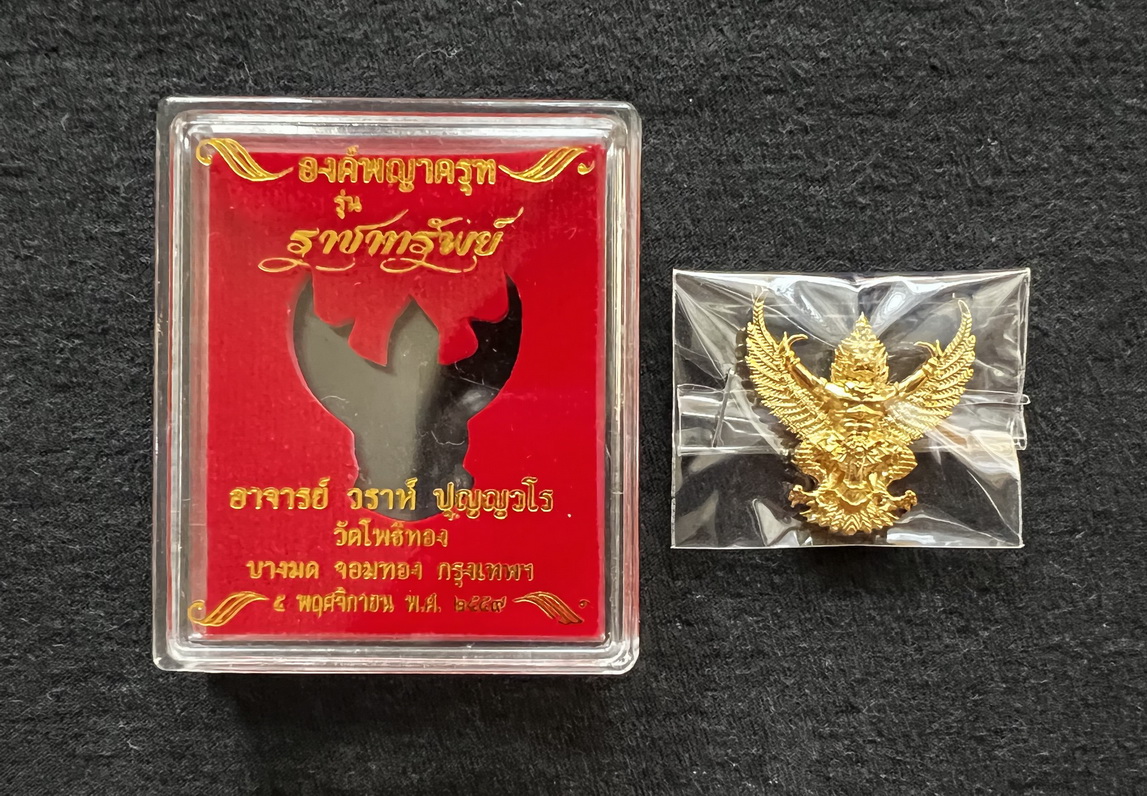 องค์พญาครุฑ
รุ่น
ราชาทรัพย์
อาจารย์ วราห์ ปุญฺญวโร
วัดโพธิ์ทอง
บางมด จอมทอง กรุงเทพฯ
๕ พฤศจิกายน พ.ศ. ๒๕๕๙